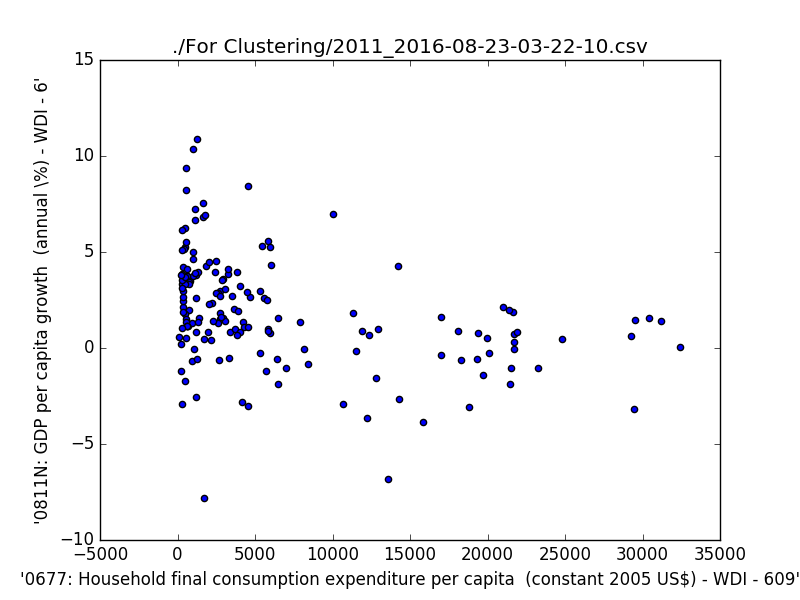 ./For Clustering/2011_2016-08-23-03-22-10.csv
15
10
5
0
−5
−10
'0811N: GDP per capita growth  (annual \%) - WDI - 6'
−5000 0 5000 10000 15000 20000 25000 30000 35000
'0677: Household final consumption expenditure per capita  (constant 2005 US$) - WDI - 609'